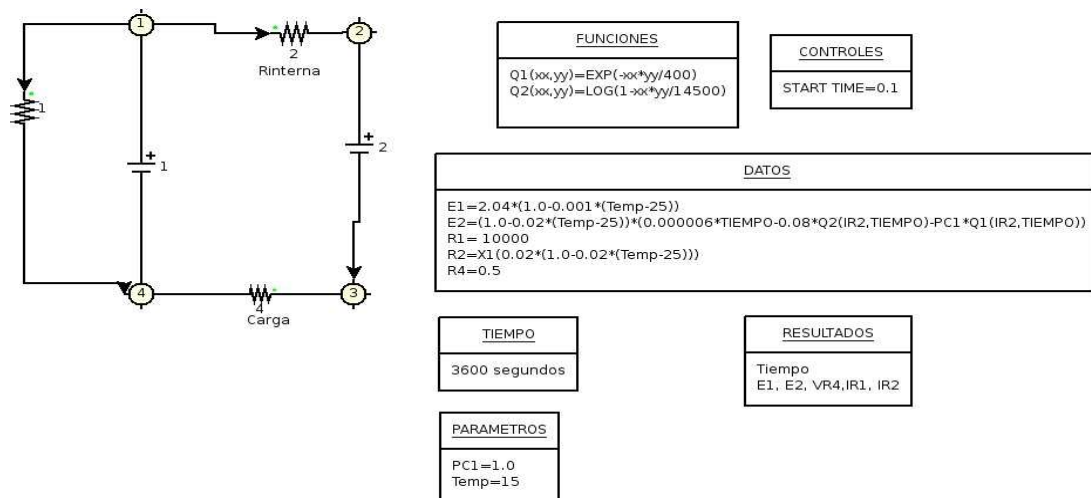 1
2
2
Rinterna
1
1
2
4
4
Carga
3
FUNCIONES
Q1(xx,yy)=EXP(-xx*yy/400)
Q2(xx,yy)=LOG(1-xx*yy/14500)
CONTROLES
START TIME=0.1
DATOS
E1=2.04*(1.0-0.001*(Temp-25))
E2=(1.0-0.02*(Temp-25))*(0.000006*TIEMPO-0.08*Q2(IR2,TIEMPO)-PC1*Q1(IR2,TIEMPO))
R1= 10000
R2=X1(0.02*(1.0-0.02*(Temp-25)))
R4=0.5
TIEMPO
3600 segundos
RESULTADOS
Tiempo
E1, E2, VR4,IR1, IR2
PARAMETROS
PC1=1.0
Temp=15